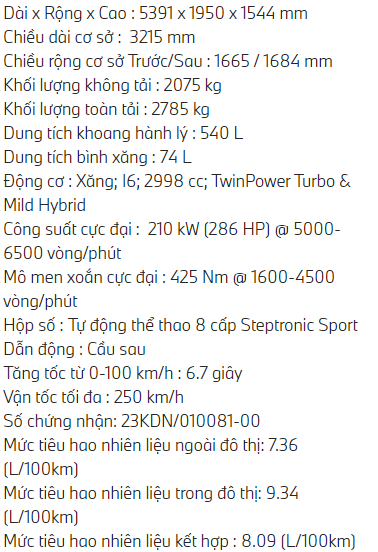 Dài x Rộng x Cao : 5391 x 1950 x 1544 mm
Chiều dài cơ sở :  3215 mm
Chiều rộng cơ sở Trước/Sau : 1665 / 1684 mm
Khối lượng không tải : 2075 kg
Khối lượng toàn tải : 2785 kg
Dung tích khoang hành lý : 540 L
Dung tích bình xăng : 74 L
Động cơ : Xăng; I6; 2998 cc; TwinPower Turbo &
Mild Hybrid
Công suất cực đại :  210 kW (286 HP) @ 5000-
6500 vòng/phút
Mô men xoắn cực đại : 425 Nm @ 1600-4500
vòng/phút
Hộp số : Tự động thể thao 8 cấp Steptronic Sport
Dẫn động : Cầu sau
Tăng tốc từ 0-100 km/h : 6.7 giây
Vận tốc tối đa : 250 km/h
Số chứng nhận: 23KDN/010081-00
Mức tiêu hao nhiên liệu ngoài đô thị: 7.36
(L/100km)
Mức tiêu hao nhiên liệu trong đô thị: 9.34
(L/100km)
Mức tiêu hao nhiên liệu kết hợp : 8.09 (L/100km)